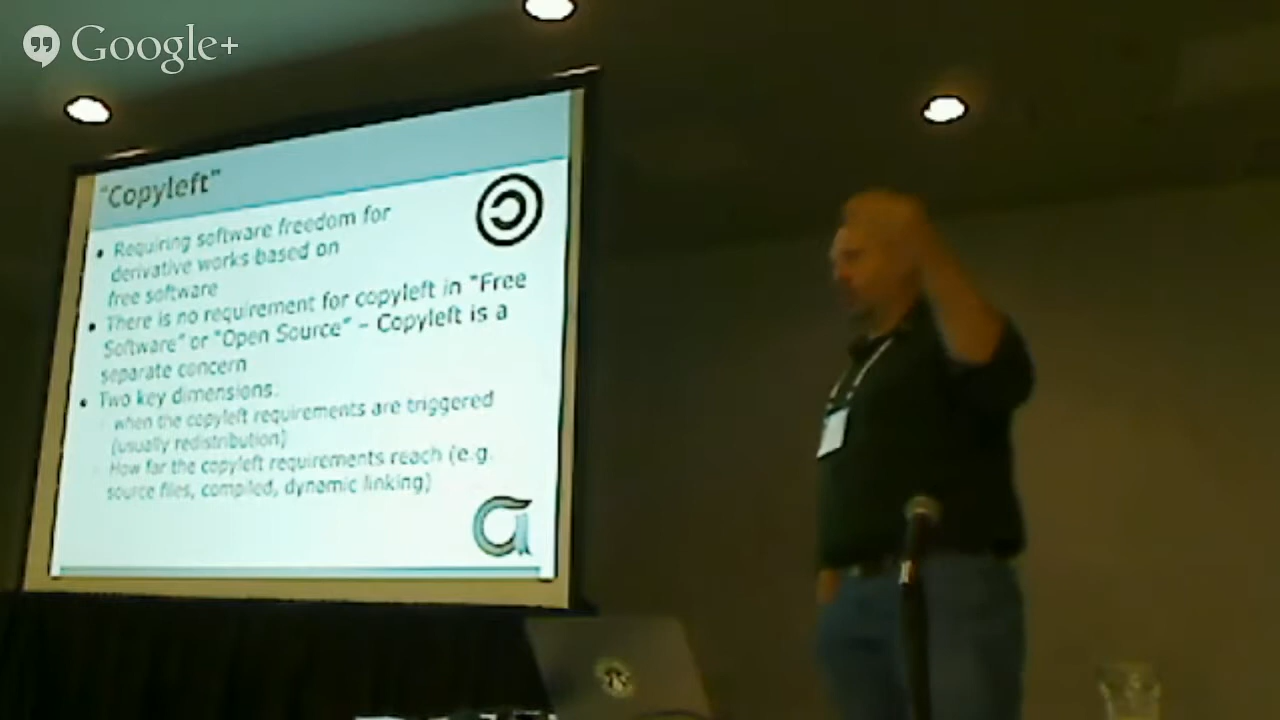 Google+
“Copyleft”
• Requiring software freedom for
derivative works based on
free software
• There is no requirement for copyleft in “Free
Software” or “Open Source” – Copyleft is a
separate concern
• Two key dimensions.
when the copyleft requirements are triggered
(usually redistribution)
How far the copyleft requirements reach (e.g.
source files, compiled, dynamic linking)